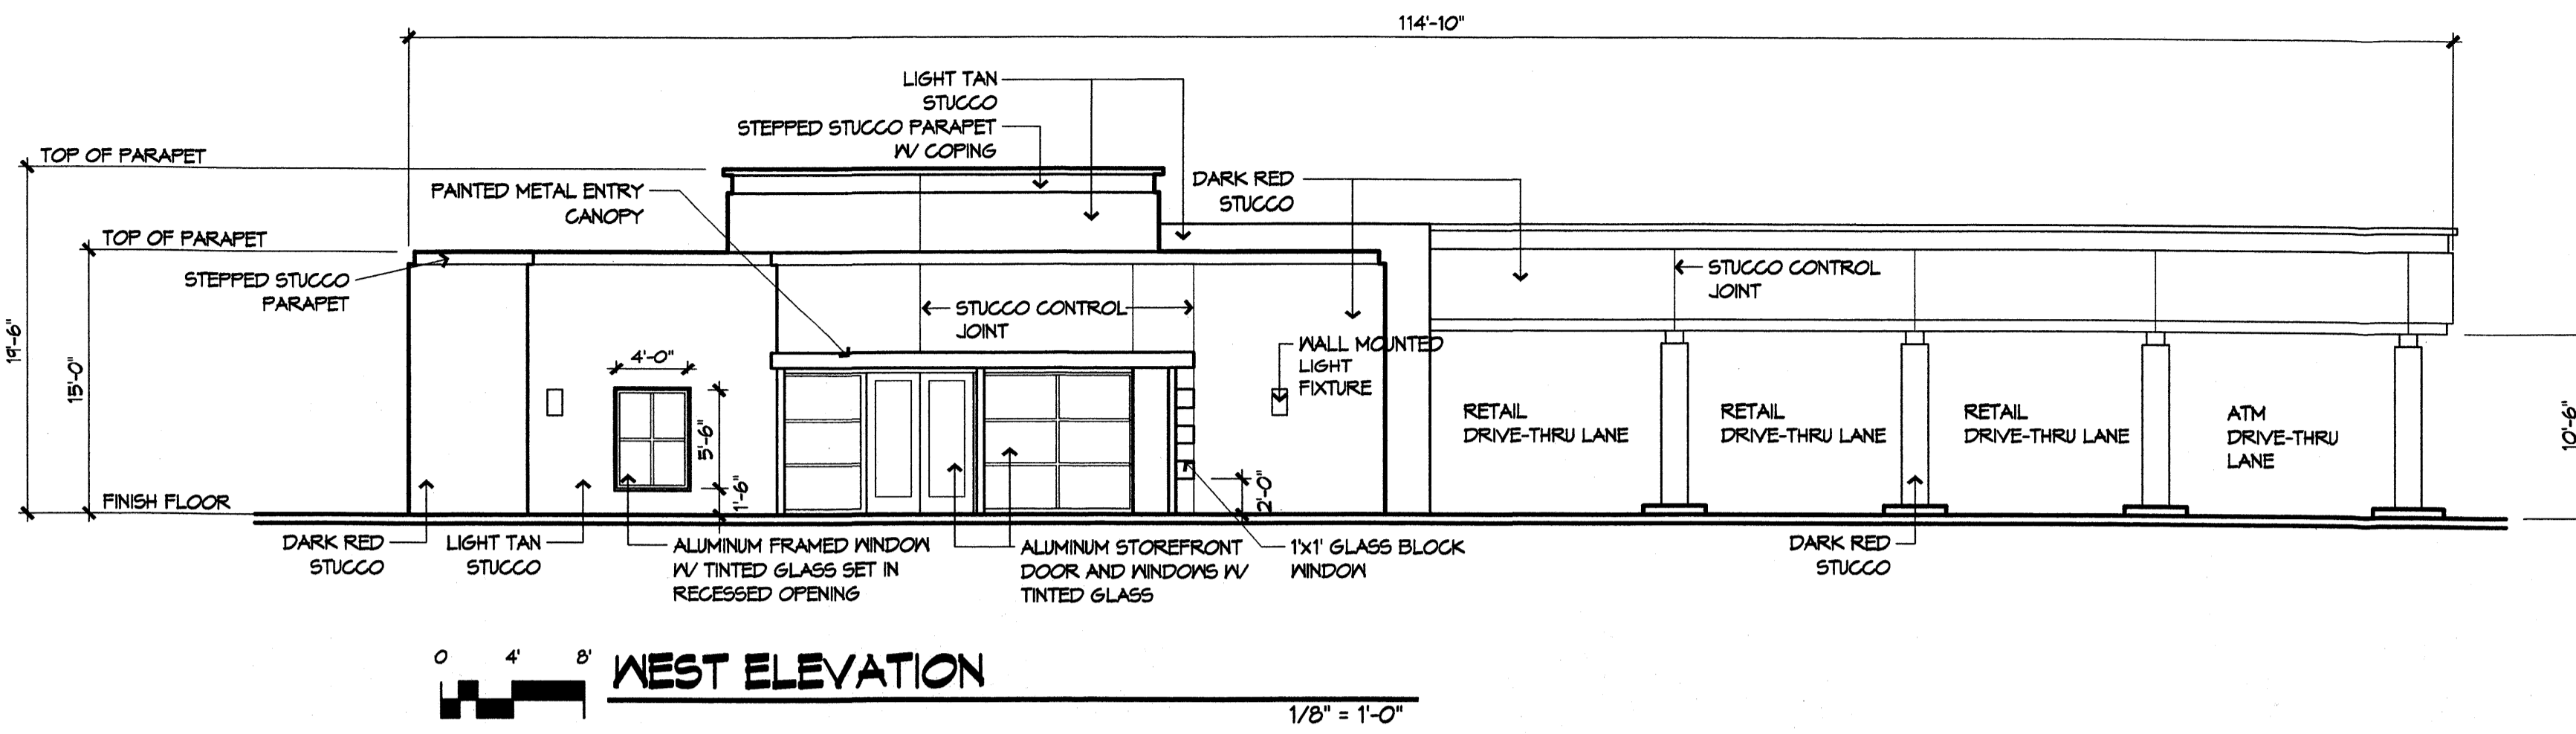 114'-10"
LIGHT TAN
STUCCO
STEPPED STUCCO PARAPET
W/ COPING
TOP OF PARAPET
PAINTED METAL ENTRY
CANOPY
DARK RED
STUCCO
TOP OF PARAPET
STEPPED STUCCO
PARAPET
STUCCO CONTROL
JOINT
STUCCO CONTROL
JOINT
19'-6"
15'-0"
4'-0"
5'-6"
1'-6"
WALL MOUNTED
LIGHT
FIXTURE
2'-0"
RETAIL
DRIVE-THRU LANE
RETAIL
DRIVE-THRU LANE
RETAIL
DRIVE-THRU LANE
ATM
DRIVE-THRU
LANE
10'-6"
FINISH FLOOR
DARK RED
STUCCO
LIGHT TAN
STUCCO
ALUMINUM FRAMED WINDOW
W/ TINTED GLASS SET IN
RECESSED OPENING
ALUMINUM STOREFRONT
DOOR AND WINDOWS W/
TINTED GLASS
1'x1' GLASS BLOCK
WINDOW
DARK RED
STUCCO
0 4' 8'
WEST ELEVATION
1/8" = 1'-0"